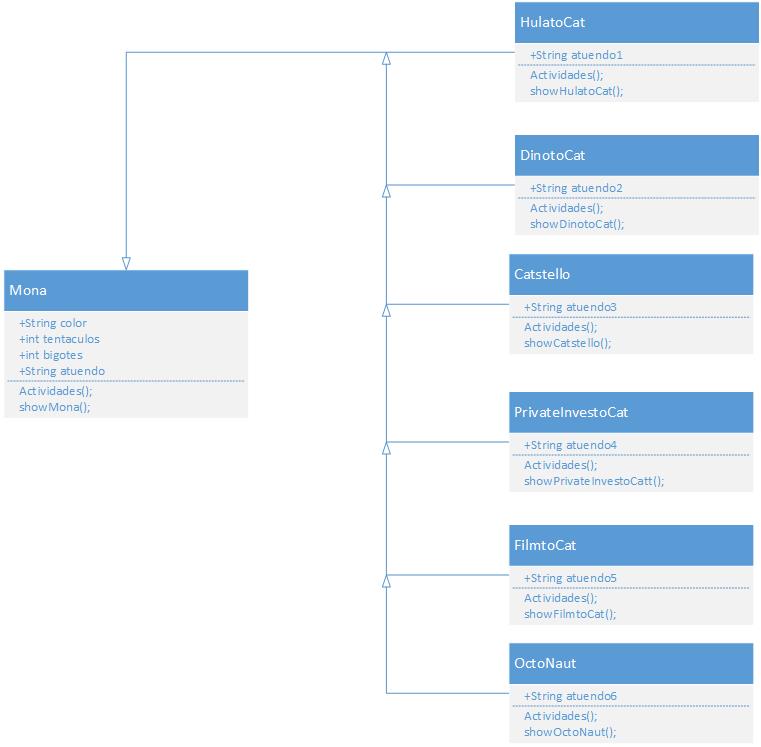 HulatoCat
+String atuendo1
Actividades();
showHulatoCat();
DinotoCat
+String atuendo2
Actividades();
showDinotoCat();
Catstello
+String atuendo3
Actividades();
showCatstello();
Mona
+String color
+int tentaculos
+int bigotes
+String atuendo
Actividades();
showMona();
PrivateInvestoCat
+String atuendo4
Actividades();
showPrivateInvestoCatt();
FilmtoCat
+String atuendo5
Actividades();
showFilmtoCat();
OctoNaut
+String atuendo6
Actividades();
showOctoNaut();